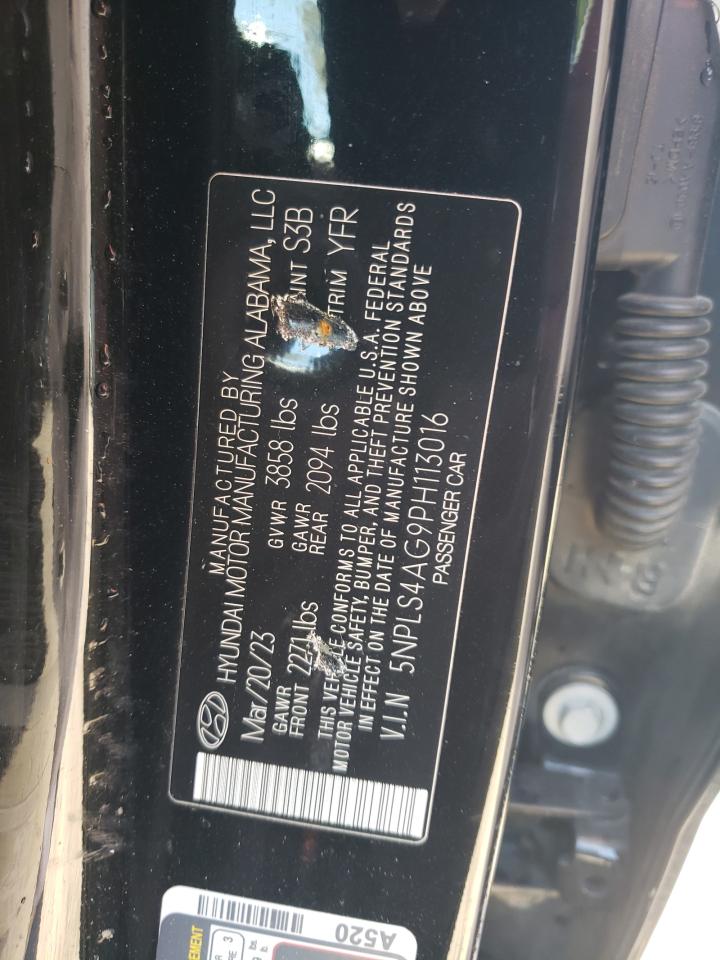 MANUFACTURED BY
HYUNDAI MOTOR MANUFACTURING ALABAMA, LLC
Mar/20/23 GVWR 3858 lbs INT S3B
GAWR FRONT 2271 lbs GAWR REAR 2094 lbs TRIM YFR
THIS CONFORMS TO ALL APPLICABLE U.S.A. FEDERAL
MOTOR VEHICLE SAFETY, BUMPER, AND THEFT PREVENTION STANDARDS
IN EFFECT ON THE DATE OF MANUFACTURE SHOWN ABOVE
V.I.N 5NPLS4AG9PH113016
PASSENGER CAR
A520